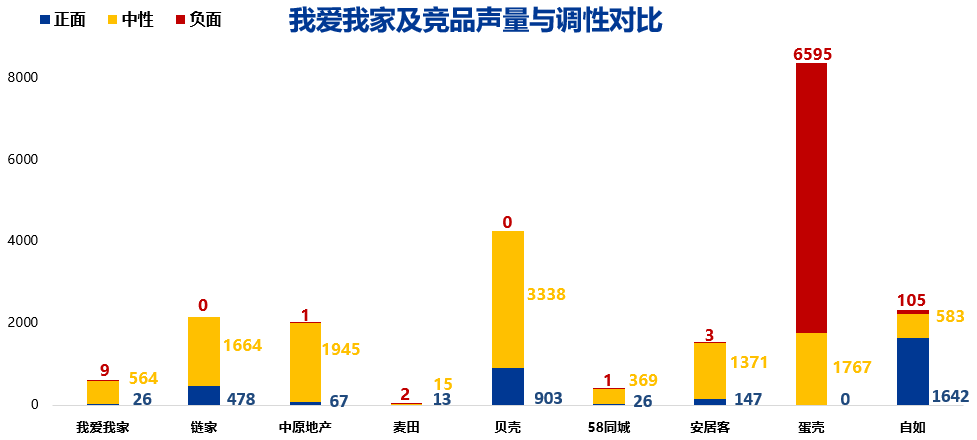 我爱我家及竞品声量与调性对比
正面 中性 负面
8000
6000
4000
2000
0
9 564 26
0 1664 478
1 1945 67
2 15 13
0 3338 903
1 369 26
3 1371 147
6595 1767 0
105 583 1642
我爱我家 链家 中原地产 麦田 贝壳 58同城 安居客 蛋壳 自如